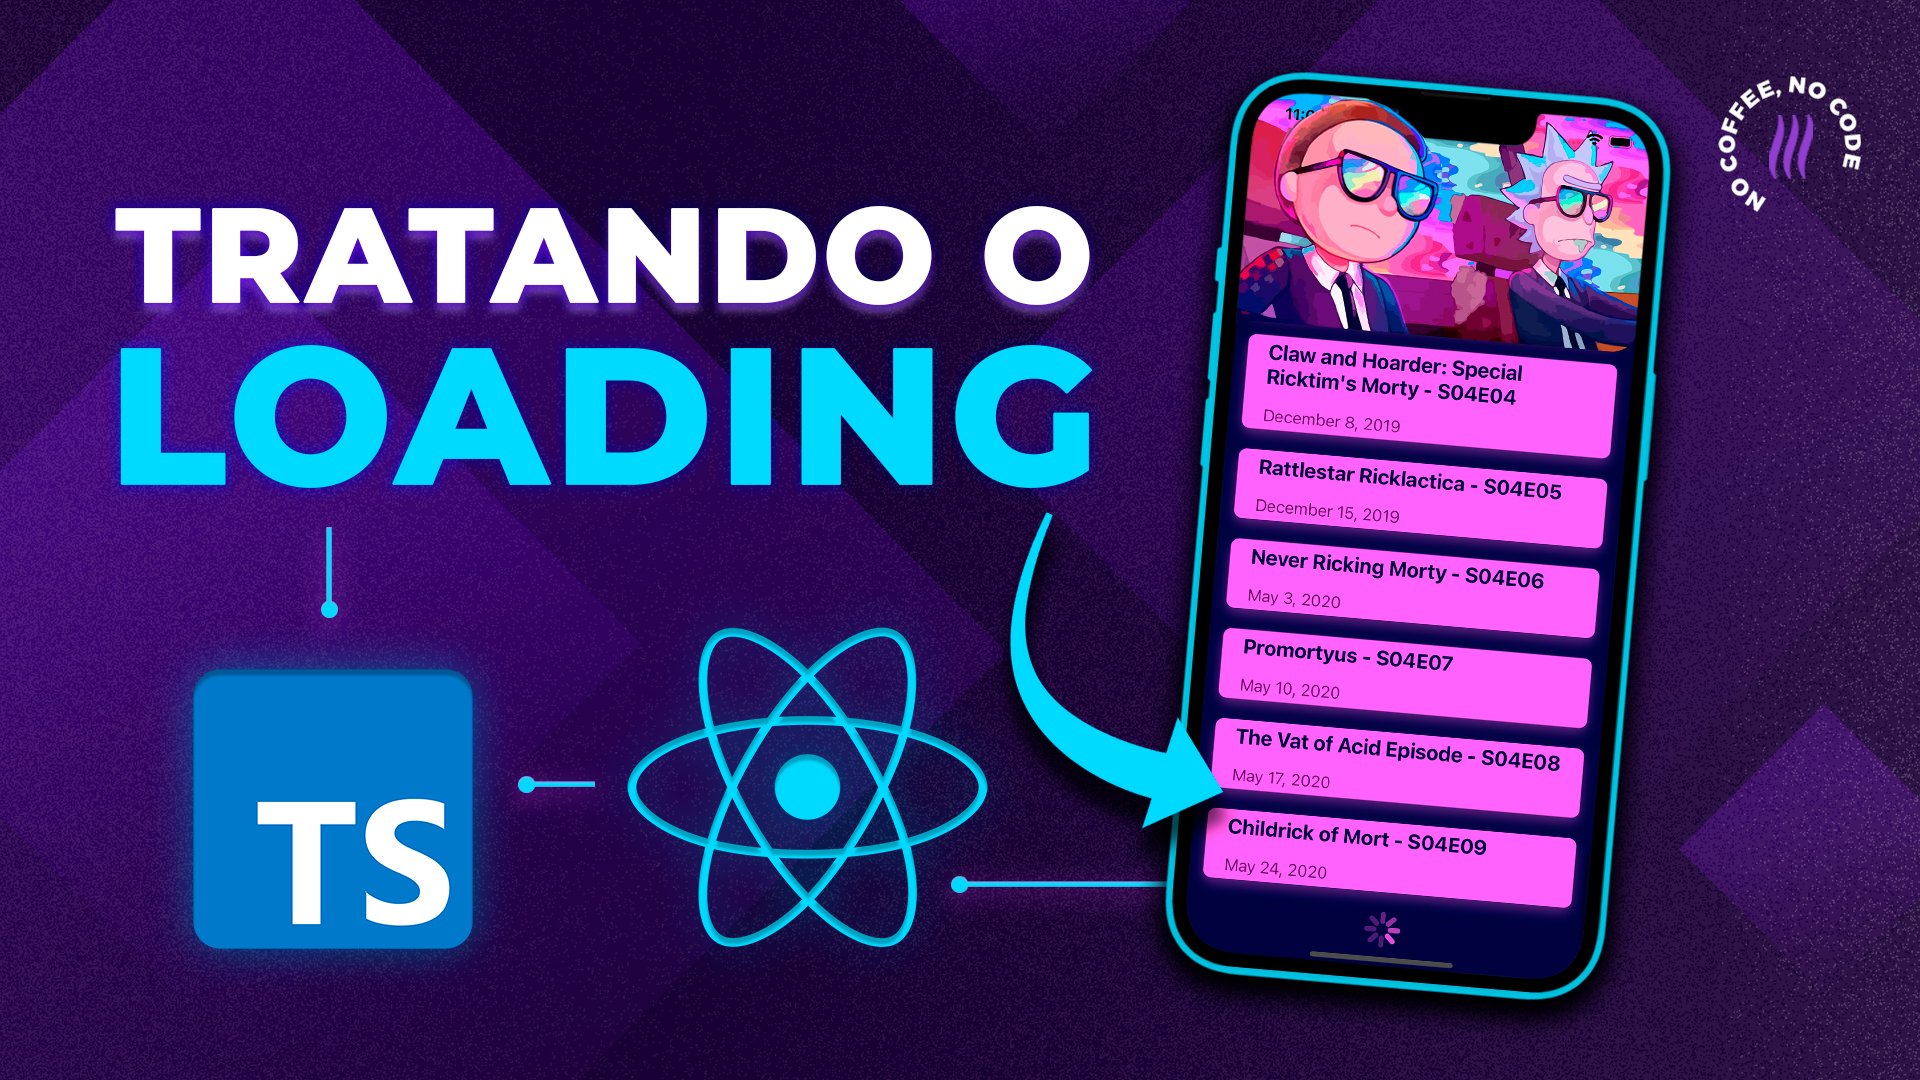 TRATANDO O
LOADING
TS
NO COFFEE, NO CODE
Claw and Hoarder: Special
Ricktim's Morty - S04E04
December 8, 2019
Rattlestar Ricklactica - S04E05
December 15, 2019
Never Ricking Morty - S04E06
May 3, 2020
Promortyus - S04E07
May 10, 2020
The Vat of Acid Episode - S04E08
May 17, 2020
Childrick of Mort - S04E09
May 24, 2020